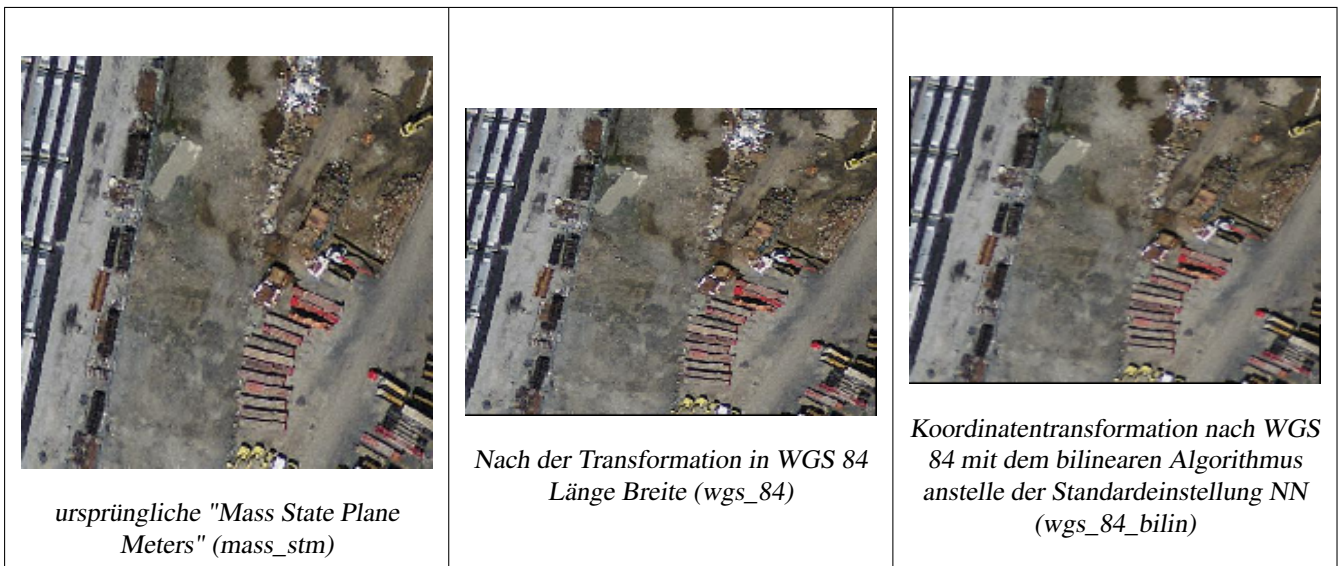 ursprüngliche "Mass State Plane
Meters" (mass_stm)
Nach der Transformation in WGS 84
Länge Breite (wgs_84)
Koordinatentransformation nach WGS
84 mit dem bilinearen Algorithmus
anstelle der Standardeinstellung NN
(wgs_84_bilin)